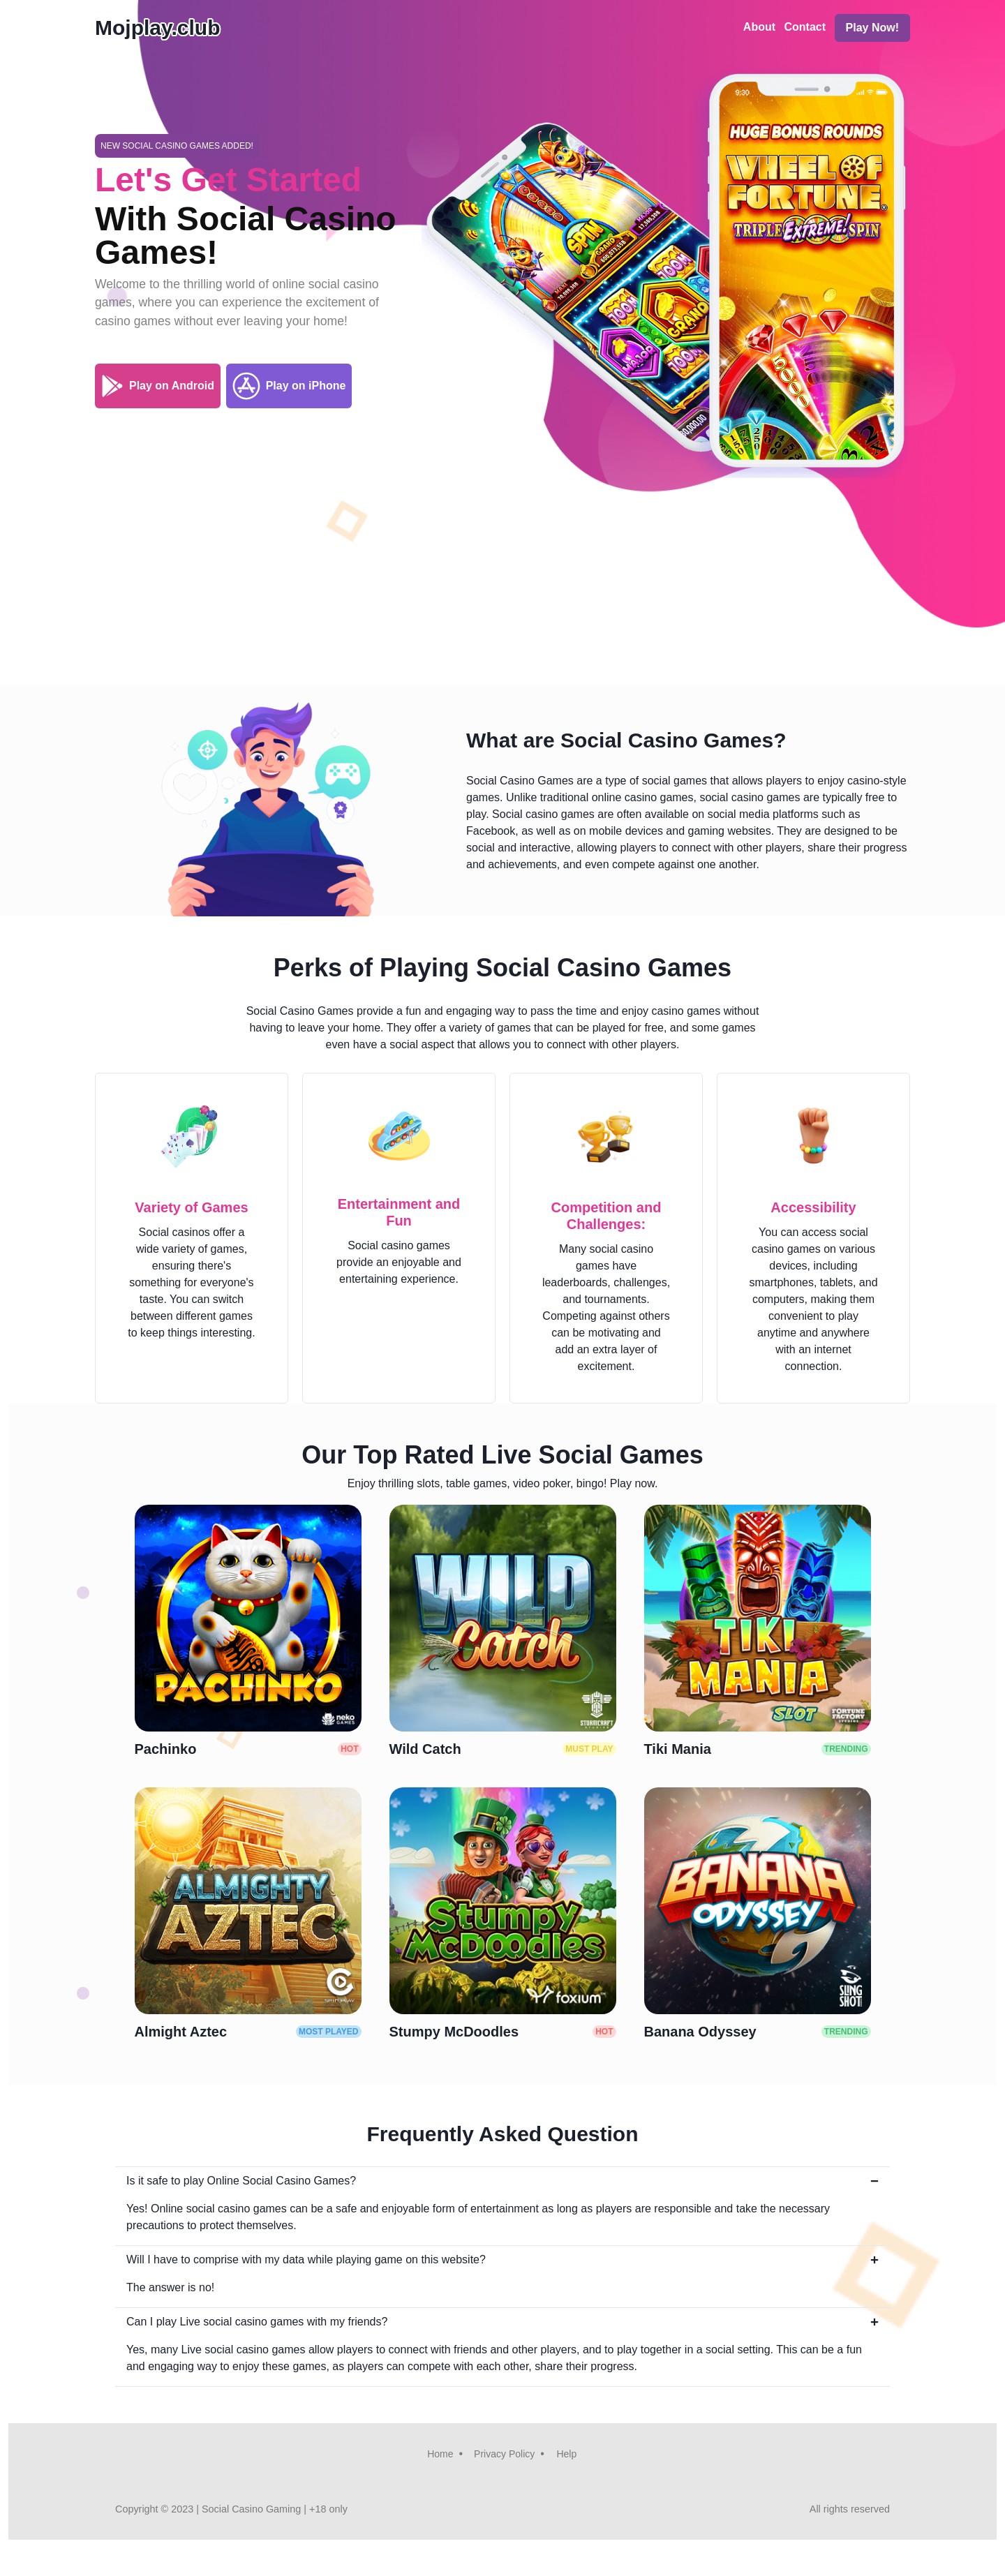 Mojplay.club
About Contact Play Now!
NEW SOCIAL CASINO GAMES ADDED!
Let's Get Started
With Social Casino
Games!
Welcome to the thrilling world of online social casino
games, where you can experience the excitement of
casino games without ever leaving your home!
Play on Android Play on iPhone
9:30
HUGE BONUS ROUNDS
WHEEL OF
FORTUNE
TRIPLE EXTREME SPIN
SPIN
GRAND
MAJOR
100M
GRAND
What are Social Casino Games?
Social Casino Games are a type of social games that allows players to enjoy casino-style
games. Unlike traditional online casino games, social casino games are typically free to
play. Social casino games are often available on social media platforms such as
Facebook, as well as on mobile devices and gaming websites. They are designed to be
social and interactive, allowing players to connect with other players, share their progress
and achievements, and even compete against one another.
Perks of Playing Social Casino Games
Social Casino Games provide a fun and engaging way to pass the time and enjoy casino games without
having to leave your home. They offer a variety of games that can be played for free, and some games
even have a social aspect that allows you to connect with other players.
Variety of Games
Social casinos offer a
wide variety of games,
ensuring there's
something for everyone's
taste. You can switch
between different games
to keep things interesting.
Entertainment and
Fun
Social casino games
provide an enjoyable and
entertaining experience.
Competition and
Challenges:
Many social casino
games have
leaderboards, challenges,
and tournaments.
Competing against others
can be motivating and
add an extra layer of
excitement.
Accessibility
You can access social
casino games on various
devices, including
smartphones, tablets, and
computers, making them
convenient to play
anytime and anywhere
with an internet
connection.
Our Top Rated Live Social Games
Enjoy thrilling slots, table games, video poker, bingo! Play now.
PACHINKO
neko
GAMES
WILD
Catch
STORMCRAFT
STUDIOS
TIKI
MANIA
SLOT
FORTUNE
FACTORY
STUDIOS
Pachinko HOT
Wild Catch MUST PLAY
Tiki Mania TRENDING
ALMIGHTY
AZTEC
Stumpy
McDoodles
foxium
BANANA
ODYSSEY
SLING
SHOT
Almight Aztec MOST PLAYED
Stumpy McDoodles HOT
Banana Odyssey TRENDING
Frequently Asked Question
Is it safe to play Online Social Casino Games? −
Yes! Online social casino games can be a safe and enjoyable form of entertainment as long as players are responsible and take the necessary
precautions to protect themselves.
Will I have to comprise with my data while playing game on this website? +
The answer is no!
Can I play Live social casino games with my friends? +
Yes, many Live social casino games allow players to connect with friends and other players, and to play together in a social setting. This can be a fun
and engaging way to enjoy these games, as players can compete with each other, share their progress.
Home • Privacy Policy • Help
Copyright © 2023 | Social Casino Gaming | +18 only
All rights reserved